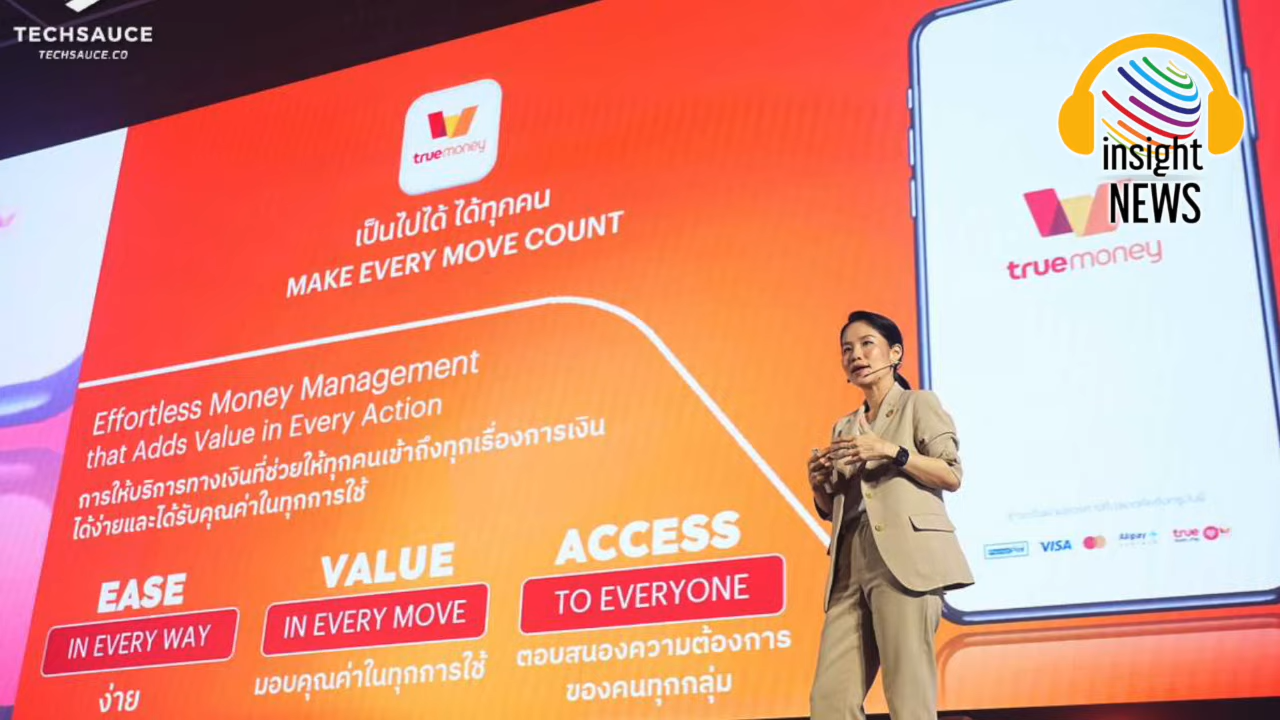 TECHSAUCE
TECHSAUCE.CO
insight
NEWS
truemoney
เป็นไปได้ ได้ทุกคน
MAKE EVERY MOVE COUNT
truemoney
Effortless Money Management
that Adds Value in Every Action
การให้บริการทางเงินที่ช่วยให้ทุกคนเข้าถึงทุกเรื่องการเงิน
ได้ง่ายและได้รับคุณค่าในทุกการใช้
EASE
IN EVERY WAY
ง่าย
VALUE
IN EVERY MOVE
มอบคุณค่าในทุกการใช้
ACCESS
TO EVERYONE
ตอบสนองความต้องการ
ของคนทุกกลุ่ม
VISA
Alipay
true